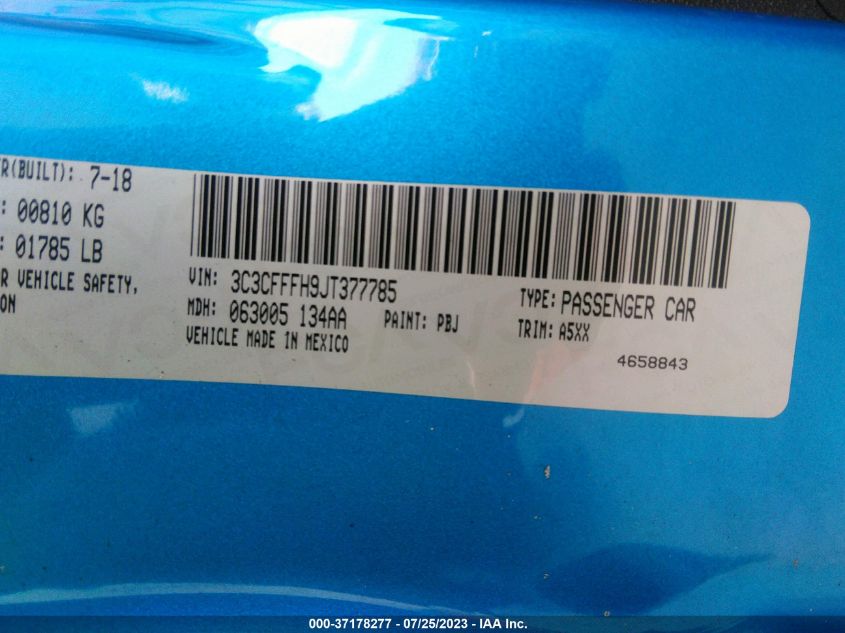 TR(BUILT): 7-18
: 00810 KG
: 01785 LB
R VEHICLE SAFETY,
ON
VIN: 3C3CFFFH9JT377785
TYPE: PASSENGER CAR
MDH: 063005 134AA
PAINT: PBJ
TRIM: A5XX
VEHICLE MADE IN MEXICO
4658843
000-37178277 - 07/25/2023 - IAA Inc.